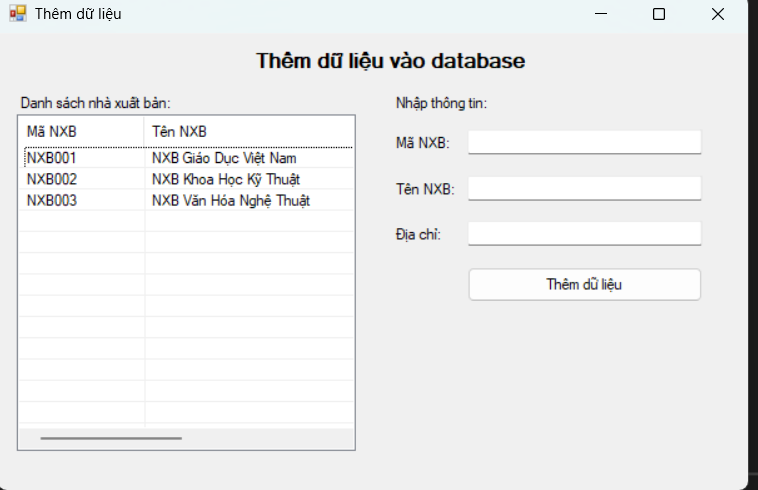 Thêm dữ liệu
Thêm dữ liệu vào database
Danh sách nhà xuất bản:
Mã NXB Tên NXB
NXB001 NXB Giáo Dục Việt Nam
NXB002 NXB Khoa Học Kỹ Thuật
NXB003 NXB Văn Hóa Nghệ Thuật
Nhập thông tin:
Mã NXB:
Tên NXB:
Địa chỉ:
Thêm dữ liệu